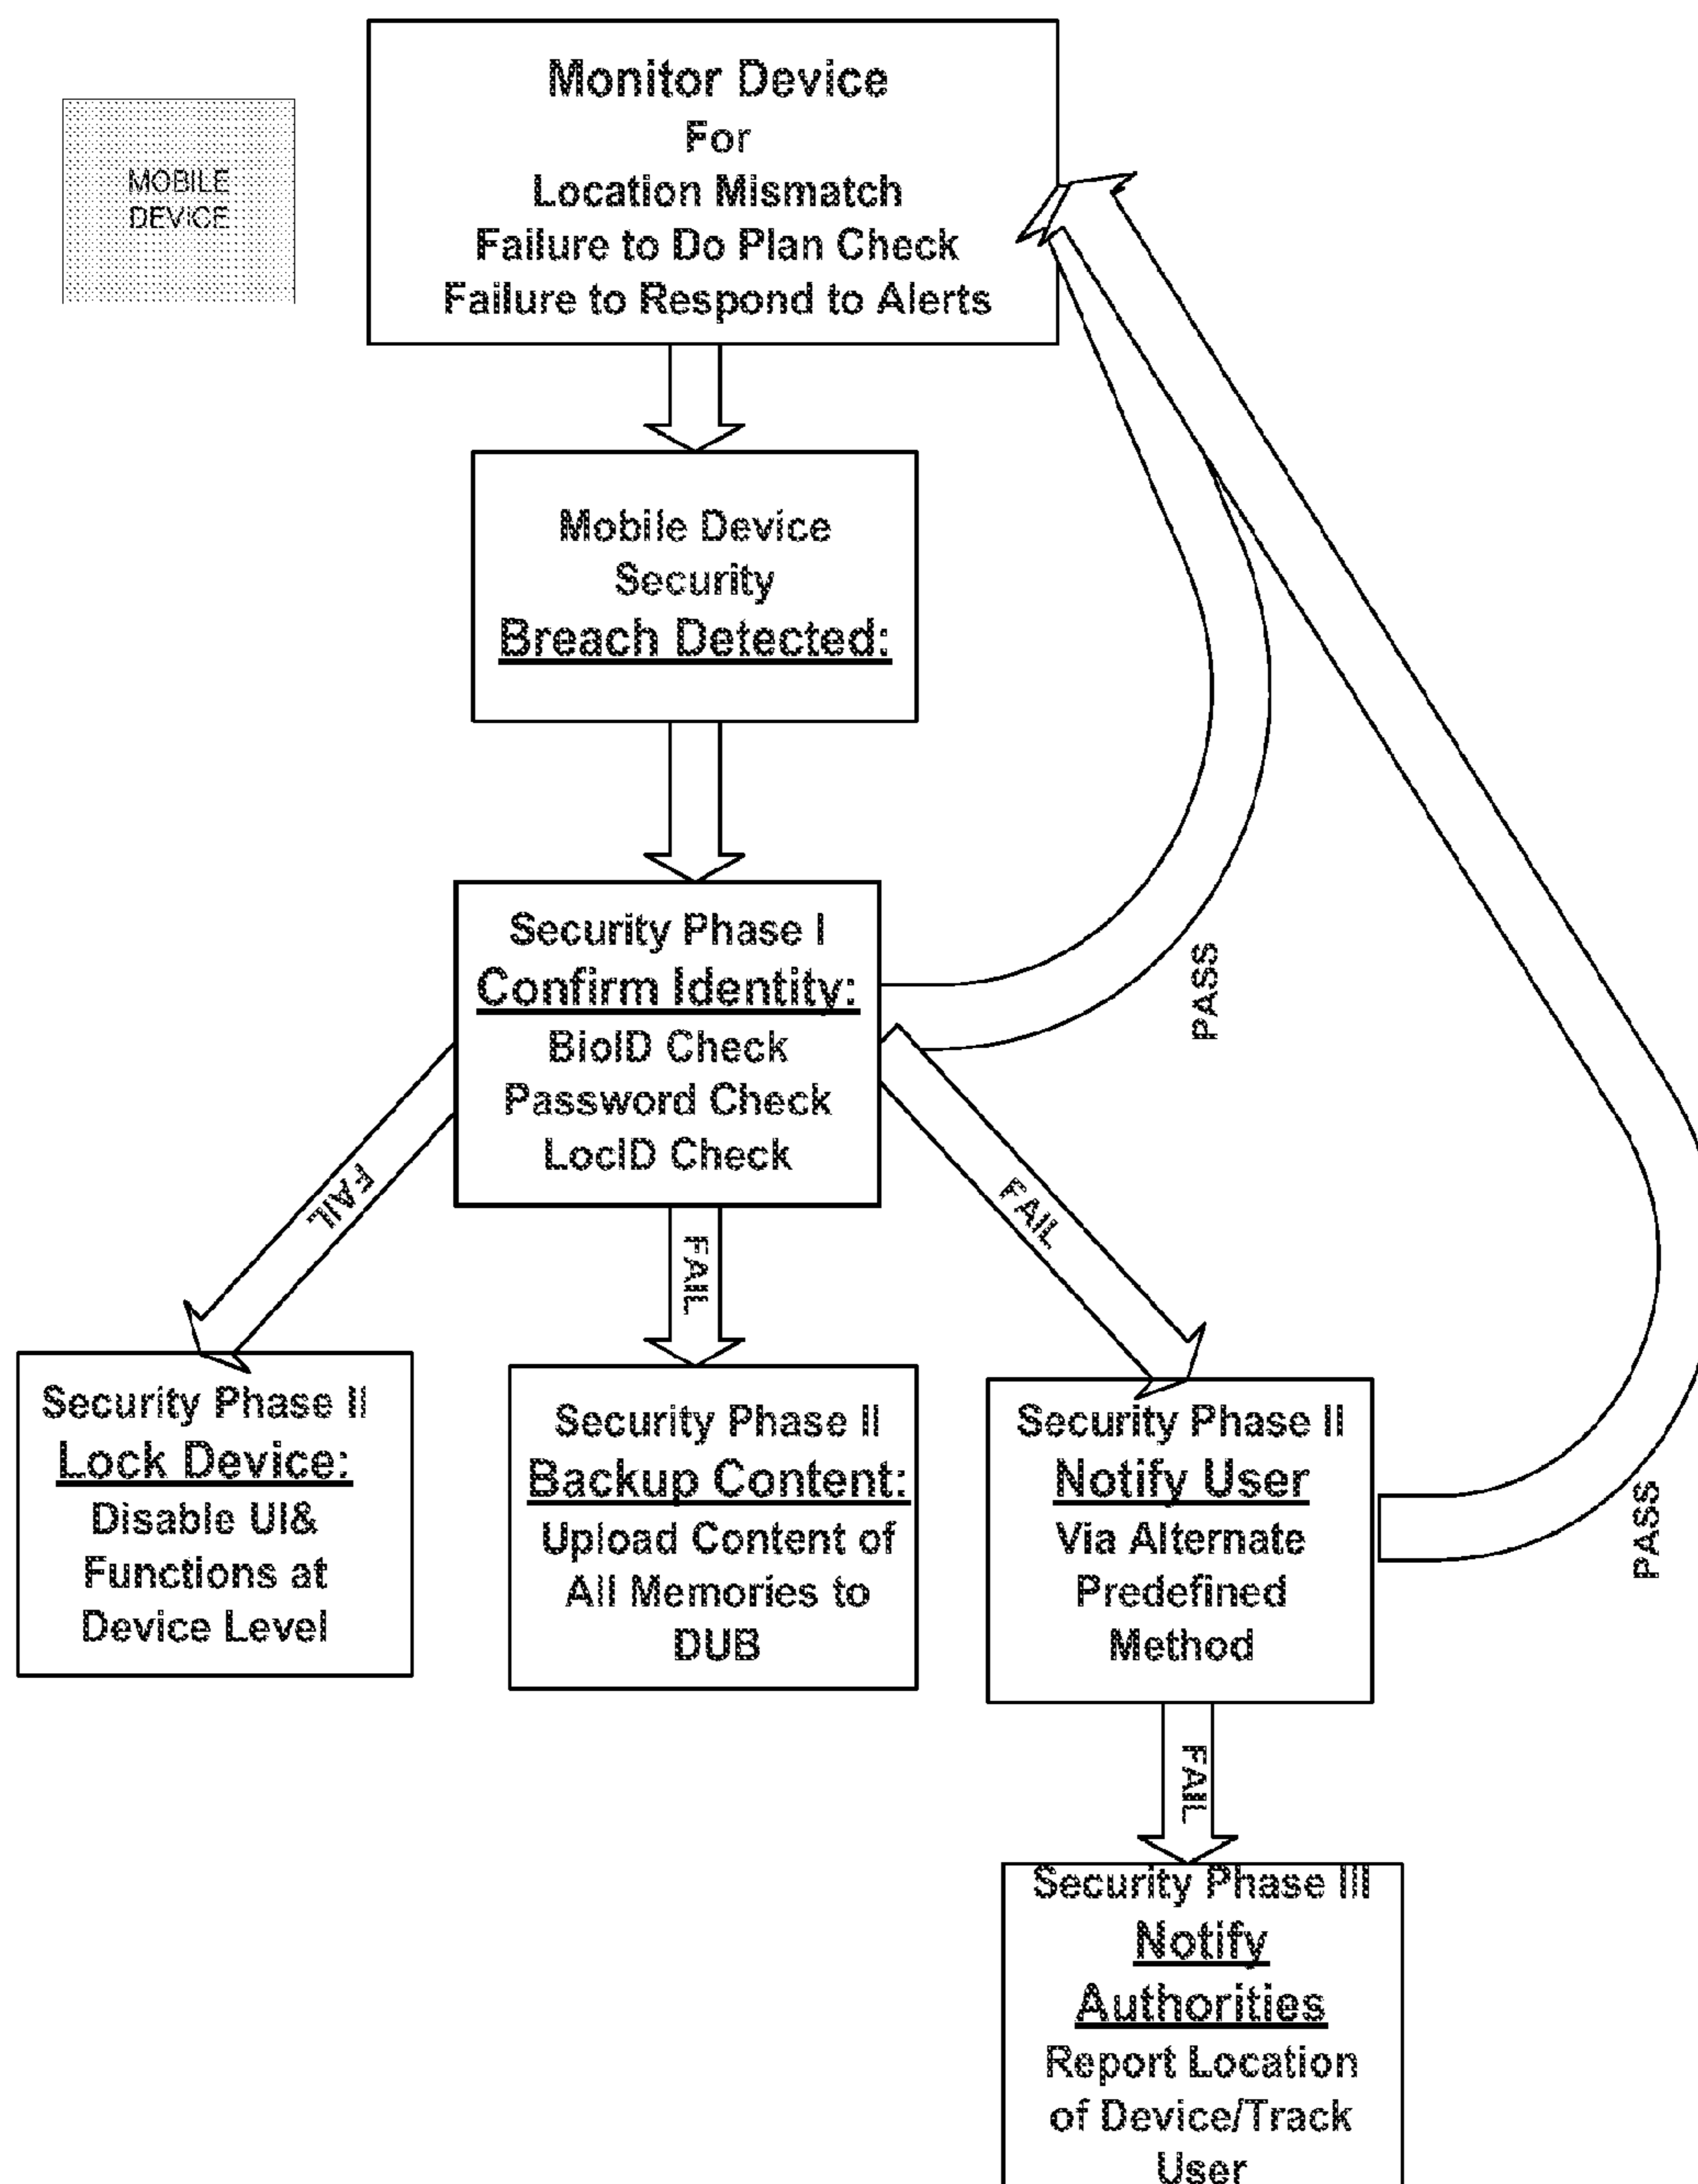 Monitor Device
For
Location Mismatch
Failure to Do Plan Check
Failure to Respond to Alerts
MOBILE
DEVICE
Mobile Device
Security
Breach Detected:
Security Phase I
Confirm Identity:
BioID Check
Password Check
LocID Check
PASS
FAIL
FAIL
FAIL
Security Phase II
Lock Device:
Disable UI&
Functions at
Device Level
Security Phase II
Backup Content:
Upload Content of
All Memories to
DUB
Security Phase II
Notify User
Via Alternate
Predefined
Method
PASS
FAIL
Security Phase III
Notify
Authorities
Report Location
of Device/Track
User